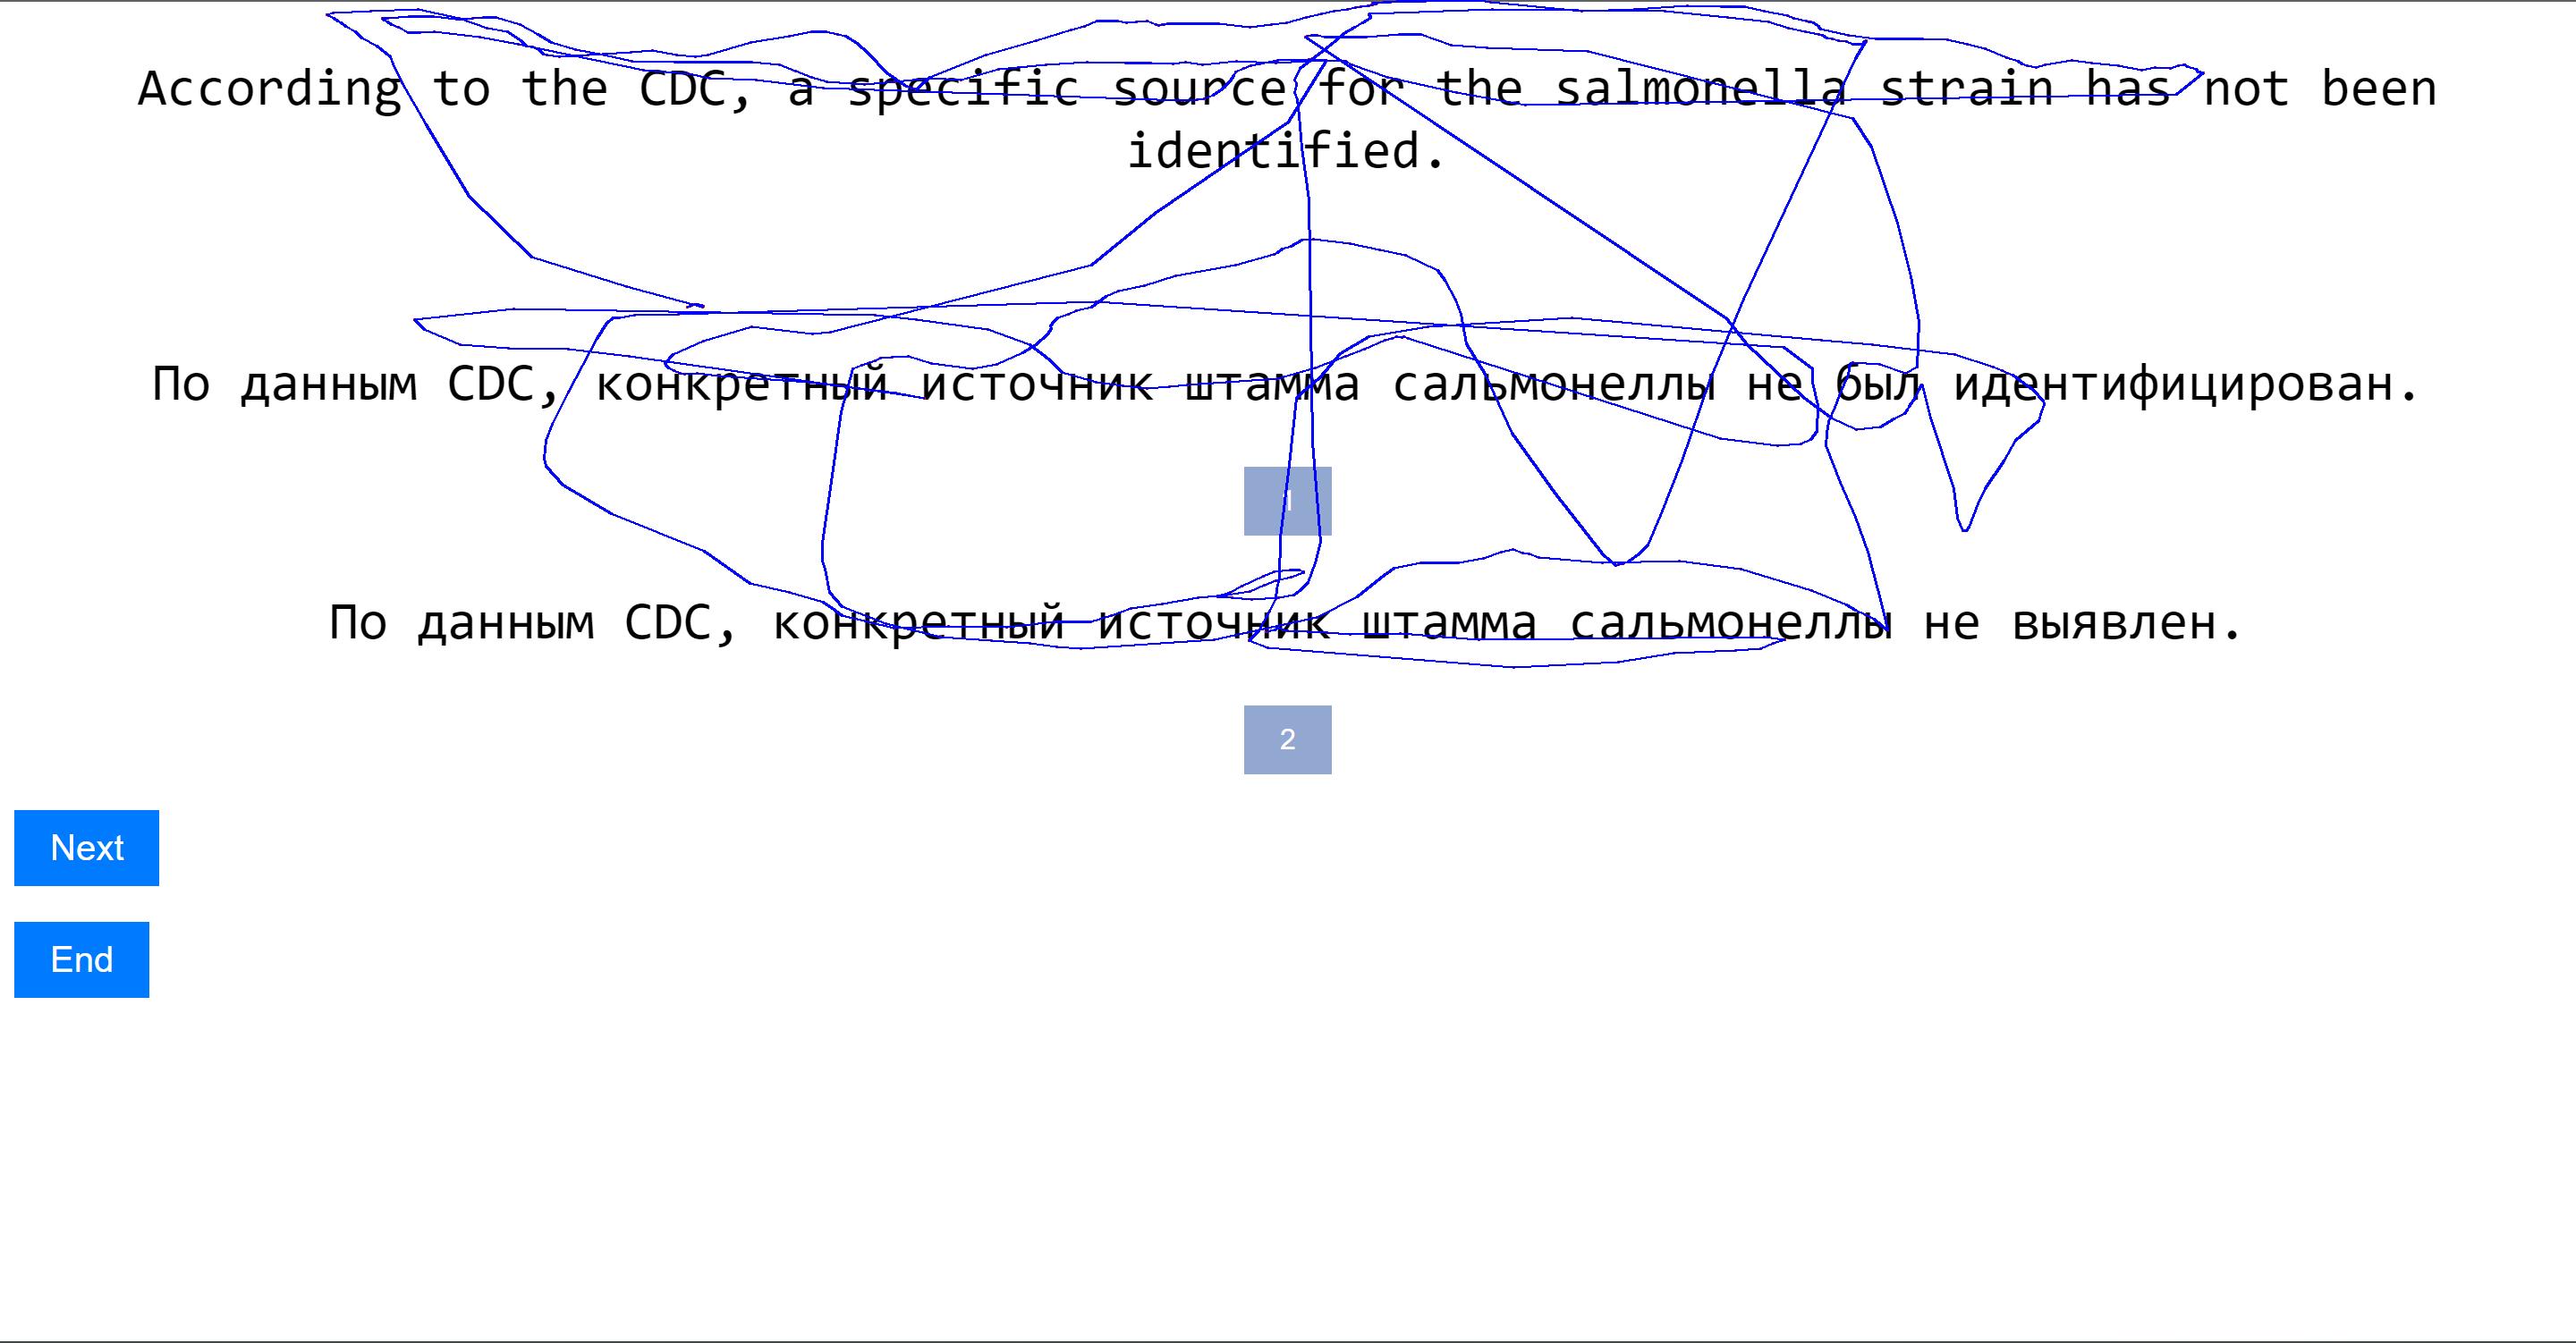 According to the CDC, a specific source for the salmonella strain has not been
identified.
По данным CDC, конкретный источник штамма сальмонеллы не был идентифицирован.
1
По данным CDC, конкретный источник штамма сальмонеллы не выявлен.
2
Next
End